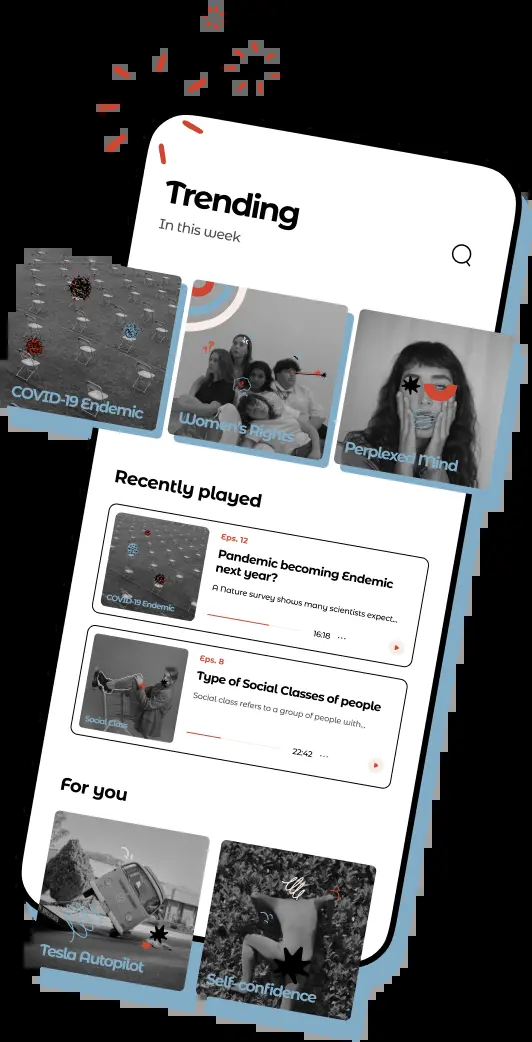 Trending
In this week
COVID-19 Endemic
Women's Rights
Perplexed Mind
Recently played
Eps. 12
Pandemic becoming Endemic
next year?
A Nature survey shows many scientists expect...
16:18 ...
COVID-19 Endemic
Eps. 8
Type of Social Classes of people
Social class refers to a group of people with...
22:42 ...
Social Class
For you
Tesla Autopilot
Self-confidence